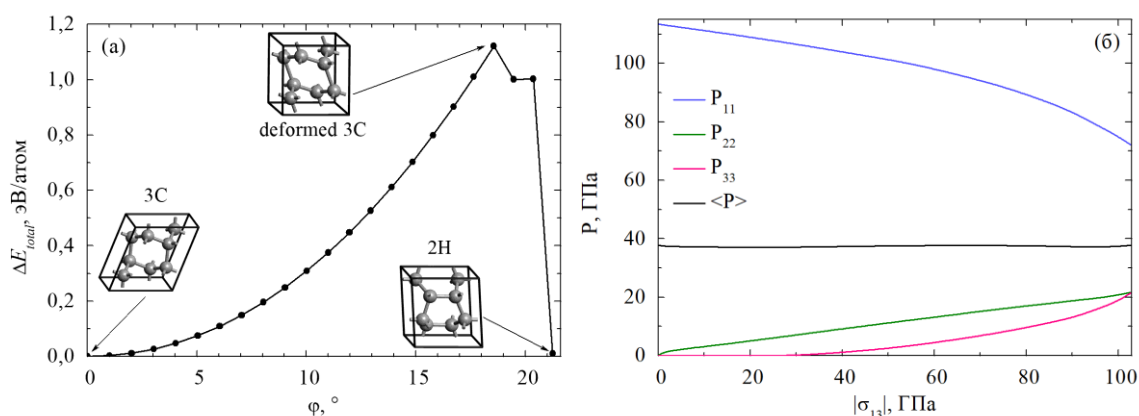 (а)
1,2
1,0
0,8
0,6
0,4
0,2
0,0
ΔE_total, эВ/атом
deformed 3C
3C
2H
0
5
10
15
20
φ, °
(б)
100
80
60
40
20
0
P, ГПа
P_11
P_22
P_33
<P>
0
20
40
60
80
100
|σ_13|, ГПа